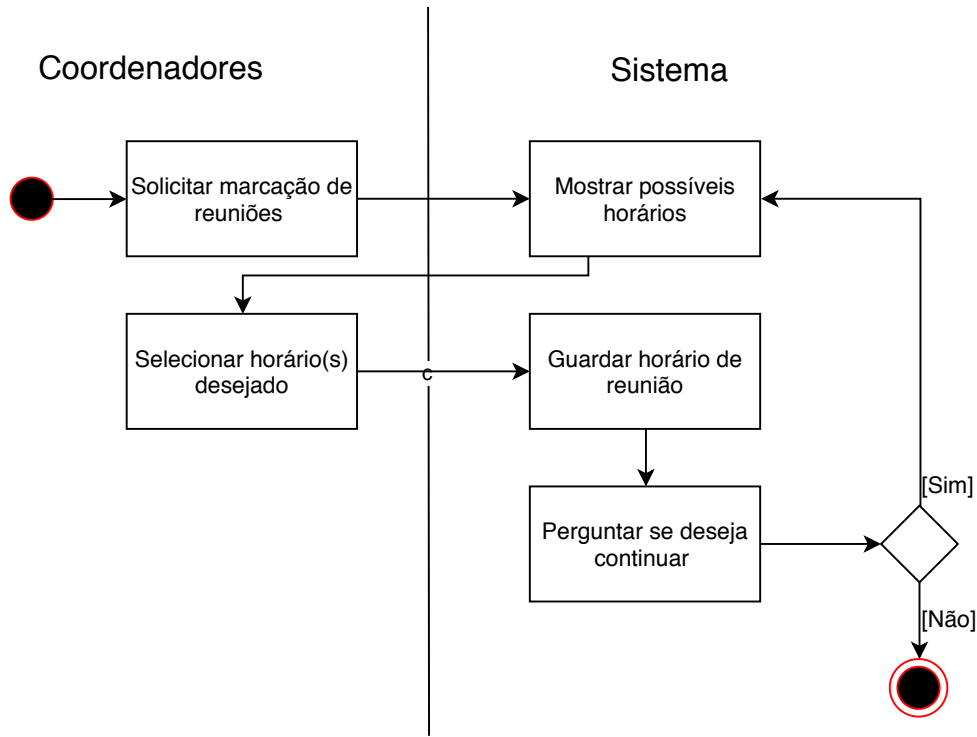 Coordenadores
Sistema
Solicitar marcação de
reuniões
Mostrar possíveis
horários
Selecionar horário(s)
desejado
c
Guardar horário de
reunião
Perguntar se deseja
continuar
[Sim]
[Não]